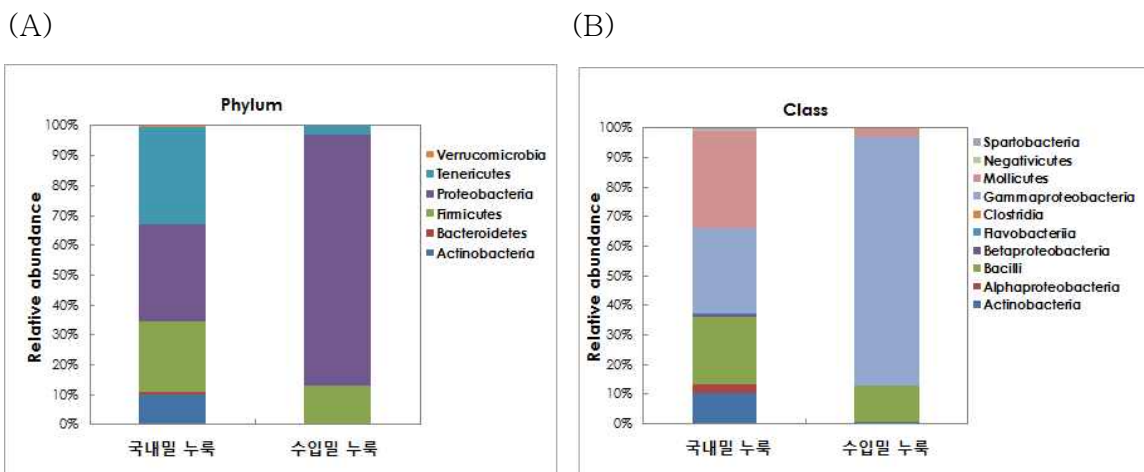 (A)
(B)
Phylum
Relative abundance
100%
90%
80%
70%
60%
50%
40%
30%
20%
10%
0%
국내밀 누룩
수입밀 누룩
Verrucomicrobia
Tenericutes
Proteobacteria
Firmicutes
Bacteroidetes
Actinobacteria
Class
Relative abundance
100%
90%
80%
70%
60%
50%
40%
30%
20%
10%
0%
국내밀 누룩
수입밀 누룩
Spartobacteria
Negativicutes
Mollicutes
Gammaproteobacteria
Clostridia
Flavobacteriia
Betaproteobacteria
Bacilli
Alphaproteobacteria
Actinobacteria